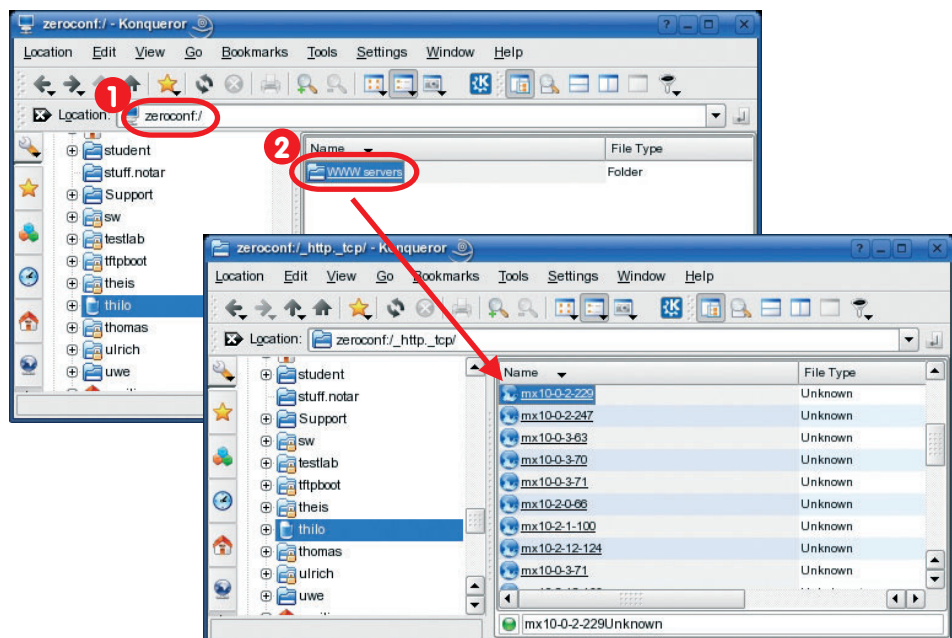 zeroconf:/ - Konqueror
Location Edit View Go Bookmarks Tools Settings Window Help
1
Location: zeroconf:/
student
stuff.notar
Support
sw
testlab
tftpboot
theis
thilo
thomas
ulrich
uwe
2
Name File Type
WWW servers Folder
zeroconf:/_http._tcp/ - Konqueror
Location Edit View Go Bookmarks Tools Settings Window Help
Location: zeroconf:/_http._tcp/
student
stuff.notar
Support
sw
testlab
tftpboot
theis
thilo
thomas
ulrich
uwe
Name File Type
mx10-0-2-229 Unknown
mx10-0-2-247 Unknown
mx10-0-3-63 Unknown
mx10-0-3-70 Unknown
mx10-0-3-71 Unknown
mx10-2-0-66 Unknown
mx10-2-1-100 Unknown
mx10-2-12-124 Unknown
mx10-0-3-71 Unknown
mx10-0-2-229Unknown